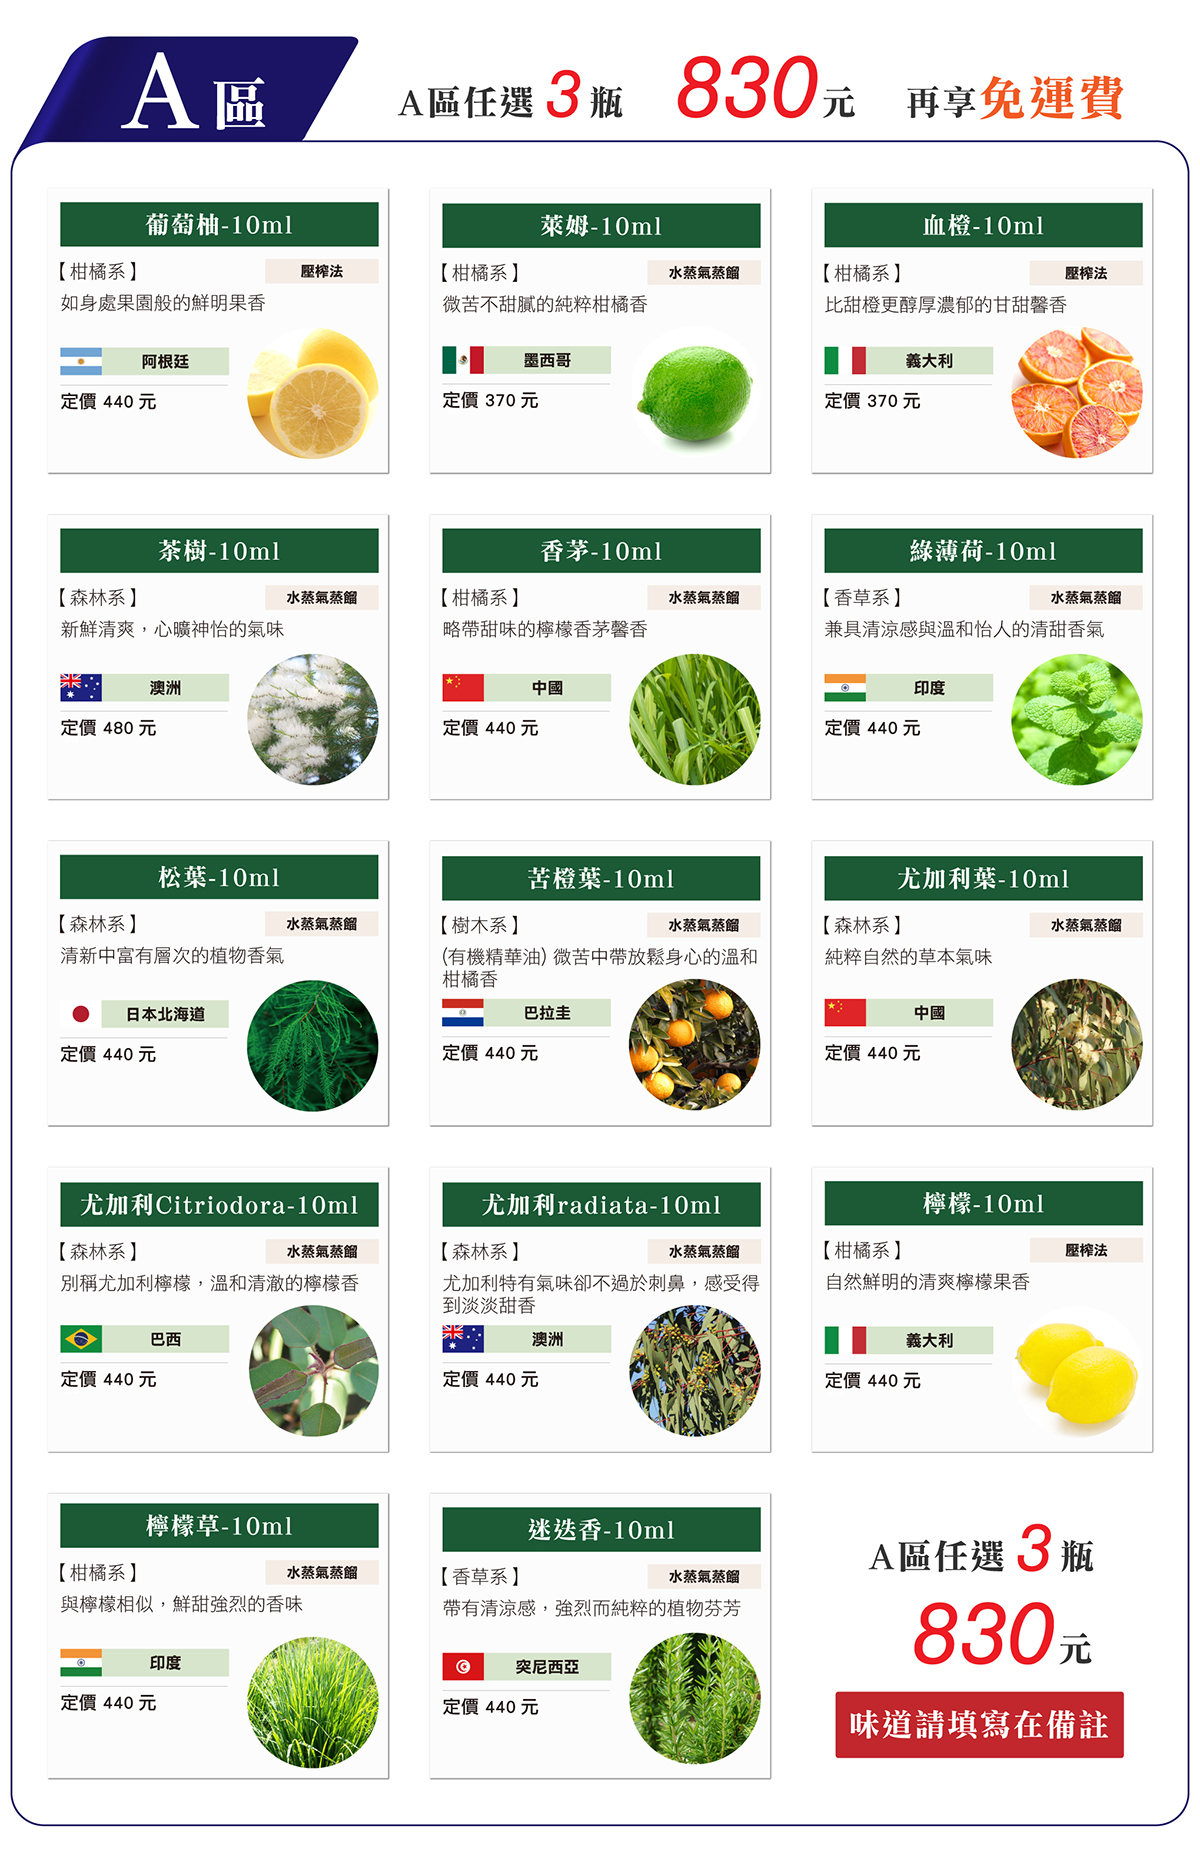 A區
A區任選3瓶 830元 再享免運費
葡萄柚-10ml
【柑橘系】 壓榨法
如身處果園般的鮮明果香
阿根廷
定價 440 元
萊姆-10ml
【柑橘系】 水蒸氣蒸餾
微苦不甜膩的純粹柑橘香
墨西哥
定價 370 元
血橙-10ml
【柑橘系】 壓榨法
比甜橙更醇厚濃郁的甘甜馨香
義大利
定價 370 元
茶樹-10ml
【森林系】 水蒸氣蒸餾
新鮮清爽，心曠神怡的氣味
澳洲
定價 480 元
香茅-10ml
【柑橘系】 水蒸氣蒸餾
略帶甜味的檸檬香茅馨香
中國
定價 440 元
綠薄荷-10ml
【香草系】 水蒸氣蒸餾
兼具清涼感與溫和怡人的清甜香氣
印度
定價 440 元
松葉-10ml
【森林系】 水蒸氣蒸餾
清新中富有層次的植物香氣
日本北海道
定價 440 元
苦橙葉-10ml
【樹木系】 水蒸氣蒸餾
(有機精華油) 微苦中帶放鬆身心的溫和
柑橘香
巴拉圭
定價 440 元
尤加利葉-10ml
【森林系】 水蒸氣蒸餾
純粹自然的草本氣味
中國
定價 440 元
尤加利Citriodora-10ml
【森林系】 水蒸氣蒸餾
別稱尤加利檸檬，溫和清澈的檸檬香
巴西
定價 440 元
尤加利radiata-10ml
【森林系】 水蒸氣蒸餾
尤加利特有氣味卻不過於刺鼻，感受得
到淡淡甜香
澳洲
定價 440 元
檸檬-10ml
【柑橘系】 壓榨法
自然鮮明的清爽檸檬果香
義大利
定價 440 元
檸檬草-10ml
【柑橘系】 水蒸氣蒸餾
與檸檬相似，鮮甜強烈的香味
印度
定價 440 元
迷迭香-10ml
【香草系】 水蒸氣蒸餾
帶有清涼感，強烈而純粹的植物芬芳
突尼西亞
定價 440 元
A區任選3瓶
830元
味道請填寫在備註